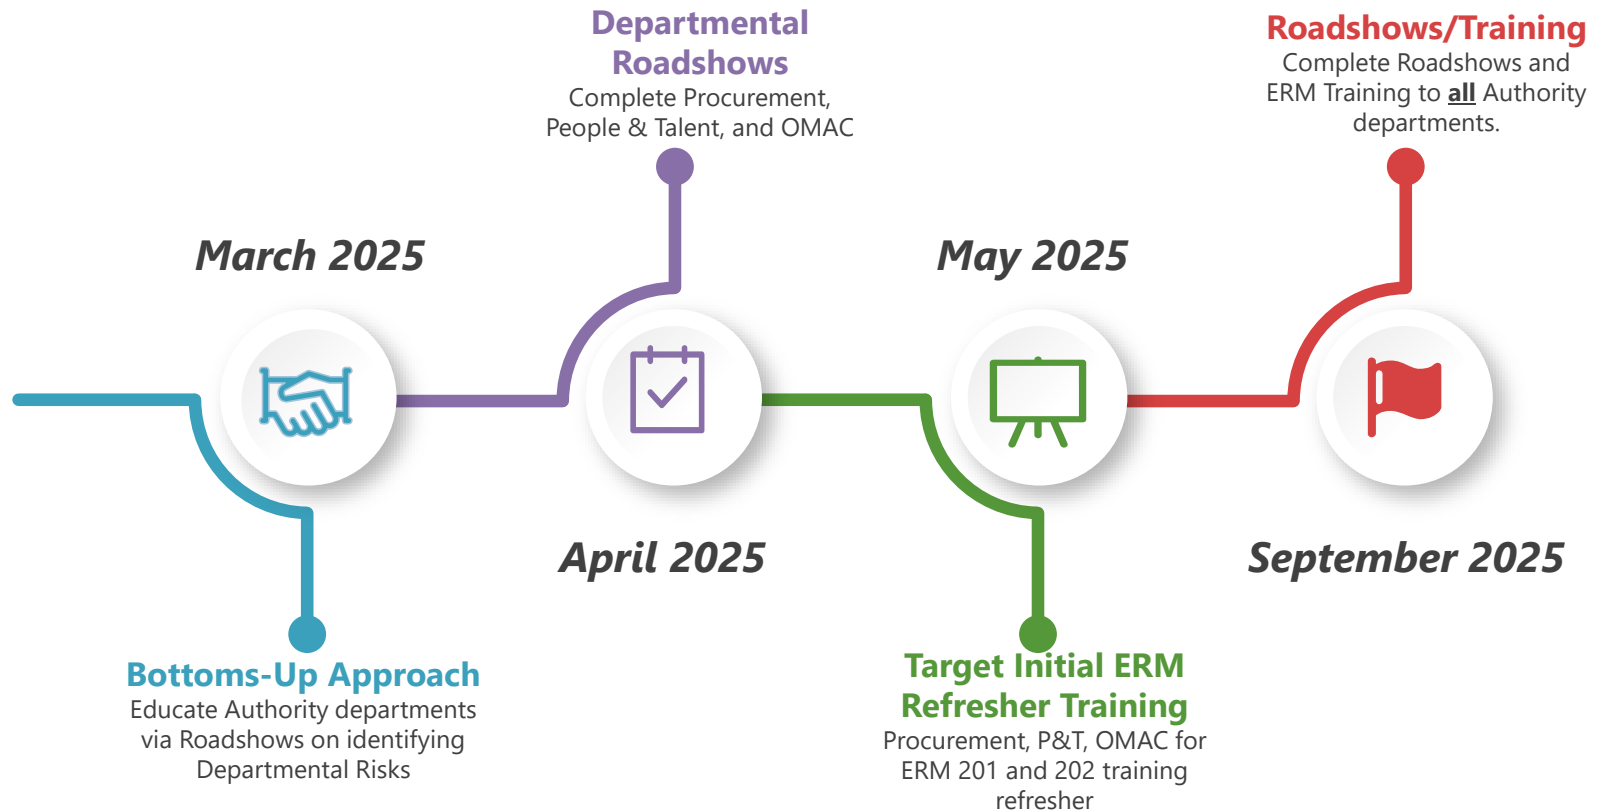 Departmental
Roadshows
Complete Procurement,
People & Talent, and OMAC
Roadshows/Training
Complete Roadshows and
ERM Training to all Authority
departments.
March 2025
May 2025
April 2025
September 2025
Bottoms-Up Approach
Educate Authority departments
via Roadshows on identifying
Departmental Risks
Target Initial ERM
Refresher Training
Procurement, P&T, OMAC for
ERM 201 and 202 training
refresher